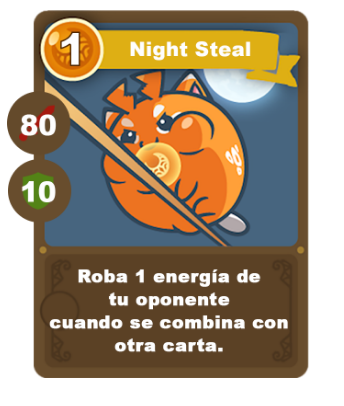 1
Night Steal
80
10
Roba 1 energía de
tu oponente
cuando se combina con
otra carta.